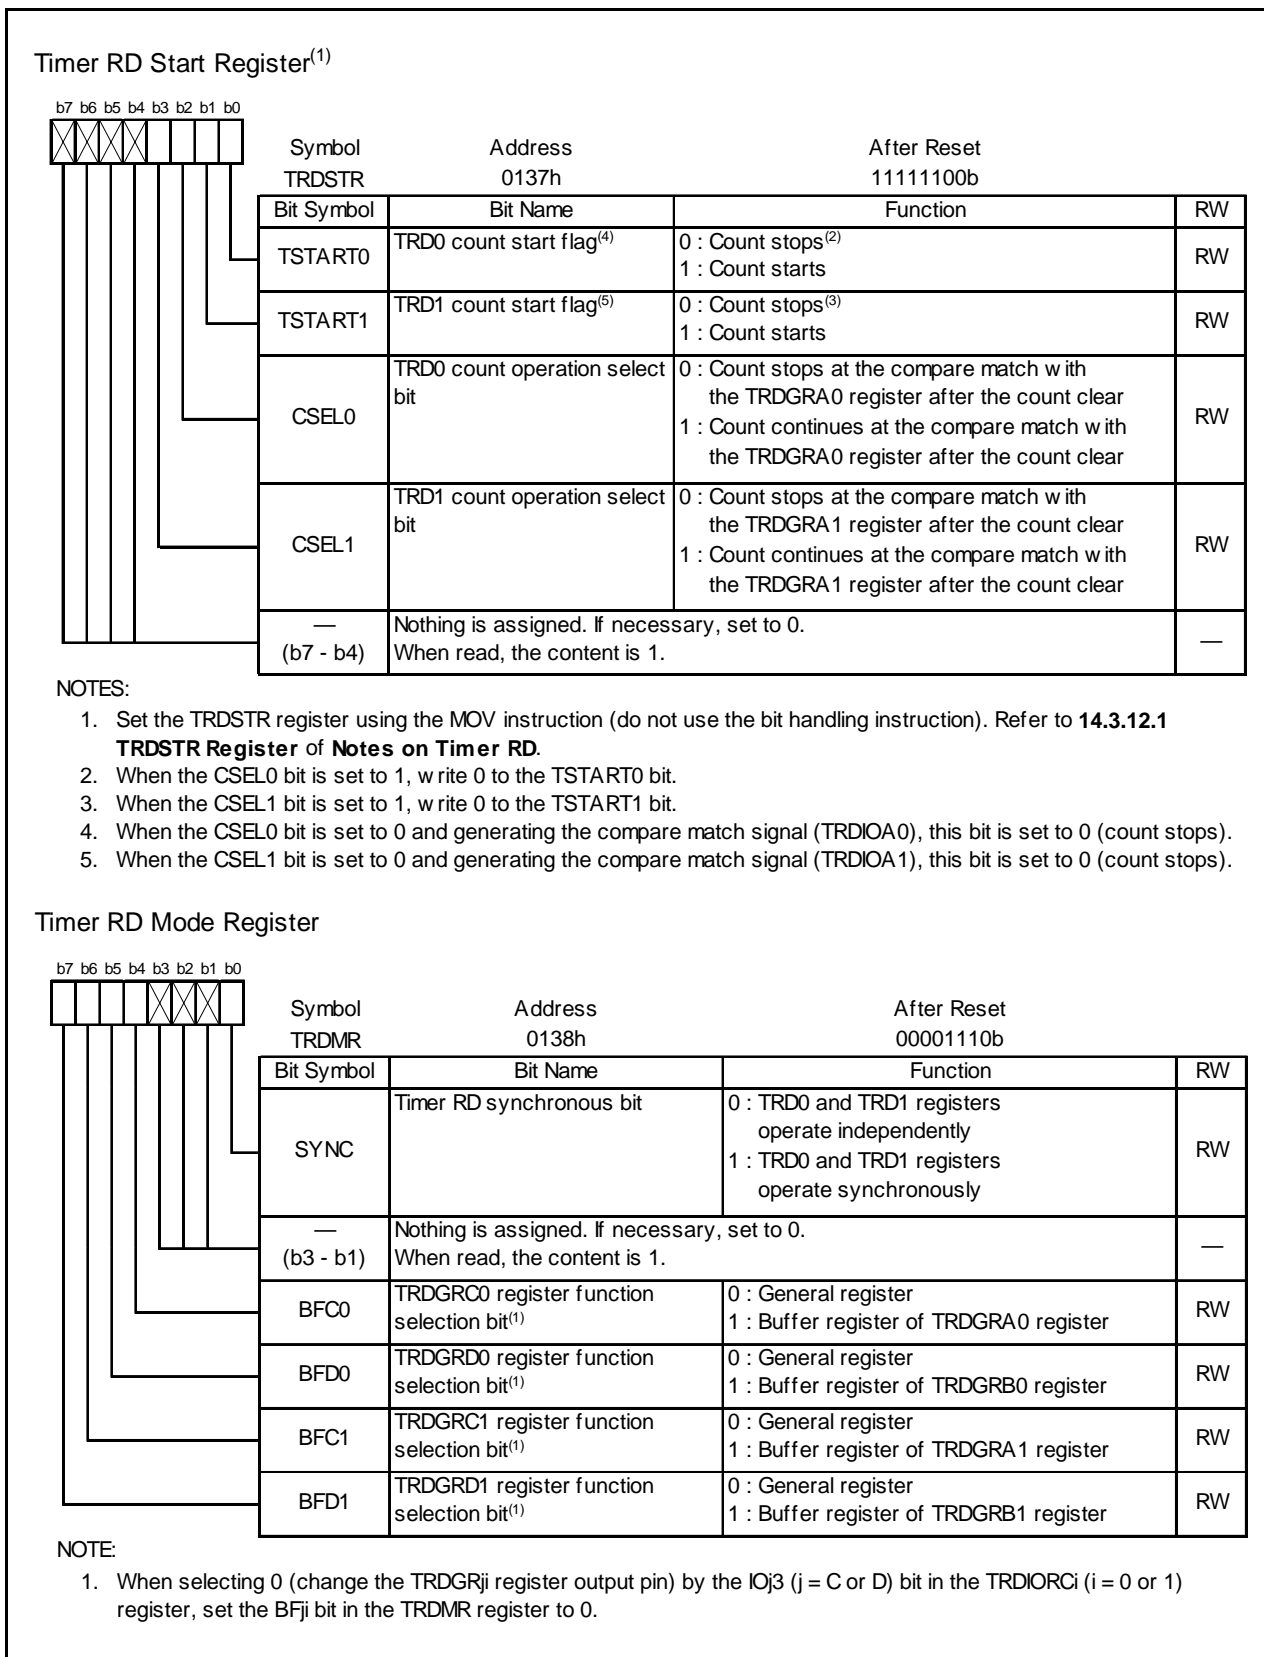 Timer RD Start Register(1)
b7 b6 b5 b4 b3 b2 b1 b0
Symbol Address After Reset
TRDSTR 0137h 11111100b
Bit Symbol Bit Name Function RW
TSTART0 TRD0 count start flag(4) 0 : Count stops(2) RW
1 : Count starts
TSTART1 TRD1 count start flag(5) 0 : Count stops(3) RW
1 : Count starts
CSEL0 TRD0 count operation select 0 : Count stops at the compare match with RW
bit the TRDGRA0 register after the count clear
1 : Count continues at the compare match with
the TRDGRA0 register after the count clear
CSEL1 TRD1 count operation select 0 : Count stops at the compare match with RW
bit the TRDGRA1 register after the count clear
1 : Count continues at the compare match with
the TRDGRA1 register after the count clear
— Nothing is assigned. If necessary, set to 0. —
(b7 - b4) When read, the content is 1.
NOTES:
1. Set the TRDSTR register using the MOV instruction (do not use the bit handling instruction). Refer to 14.3.12.1
TRDSTR Register of Notes on Timer RD.
2. When the CSEL0 bit is set to 1, write 0 to the TSTART0 bit.
3. When the CSEL1 bit is set to 1, write 0 to the TSTART1 bit.
4. When the CSEL0 bit is set to 0 and generating the compare match signal (TRDIOA0), this bit is set to 0 (count stops).
5. When the CSEL1 bit is set to 0 and generating the compare match signal (TRDIOA1), this bit is set to 0 (count stops).
Timer RD Mode Register
b7 b6 b5 b4 b3 b2 b1 b0
Symbol Address After Reset
TRDMR 0138h 00001110b
Bit Symbol Bit Name Function RW
SYNC Timer RD synchronous bit 0 : TRD0 and TRD1 registers RW
operate independently
1 : TRD0 and TRD1 registers
operate synchronously
— Nothing is assigned. If necessary, set to 0. —
(b3 - b1) When read, the content is 1.
BFC0 TRDGRC0 register function 0 : General register RW
selection bit(1) 1 : Buffer register of TRDGRA0 register
BFD0 TRDGRD0 register function 0 : General register RW
selection bit(1) 1 : Buffer register of TRDGRB0 register
BFC1 TRDGRC1 register function 0 : General register RW
selection bit(1) 1 : Buffer register of TRDGRA1 register
BFD1 TRDGRD1 register function 0 : General register RW
selection bit(1) 1 : Buffer register of TRDGRB1 register
NOTE:
1. When selecting 0 (change the TRDGRji register output pin) by the IOj3 (j = C or D) bit in the TRDIORCi (i = 0 or 1)
register, set the BFji bit in the TRDMR register to 0.